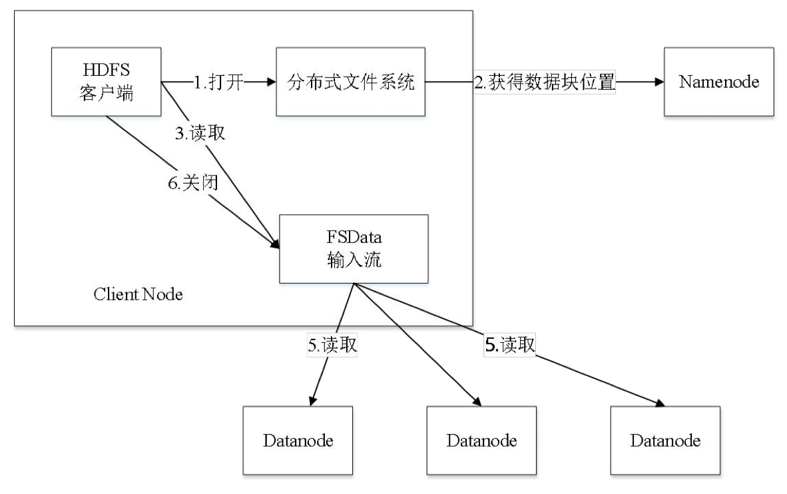 HDFS
客户端
1.打开
分布式文件系统
2.获得数据块位置
Namenode
3.读取
6.关闭
FSData
输入流
Client Node
5.读取
5.读取
Datanode
Datanode
Datanode